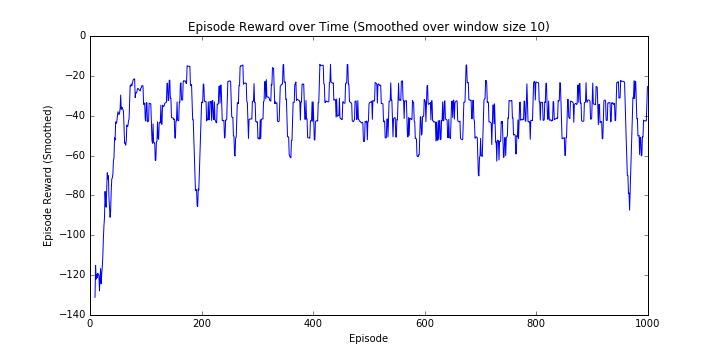 Episode Reward over Time (Smoothed over window size 10)
0
−20
−40
−60
−80
−100
−120
−140
Episode Reward (Smoothed)
0 200 400 600 800 1000
Episode